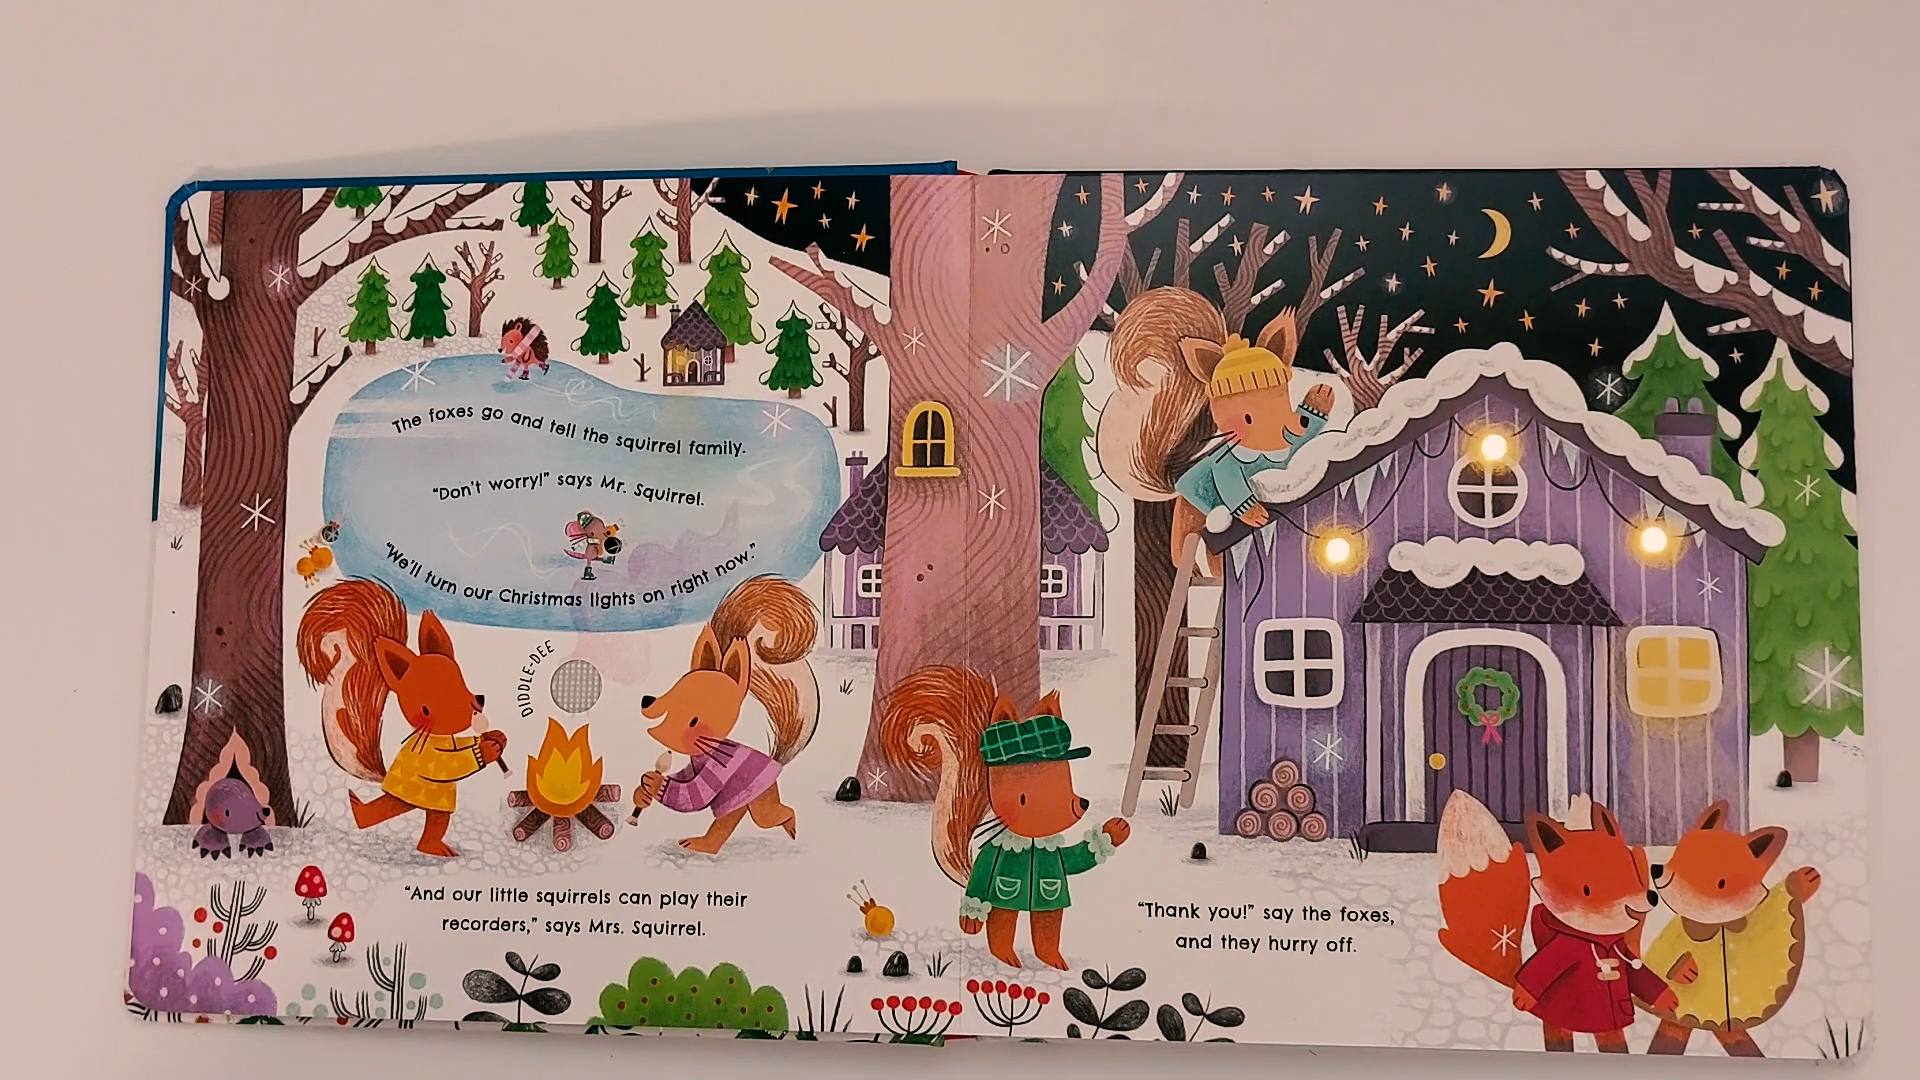 The foxes go and tell the squirrel family.
"Don't worry!" says Mr. Squirrel.
"We'll turn our Christmas lights on right now."
DIDDLE-DEE
"And our little squirrels can play their
recorders," says Mrs. Squirrel.
"Thank you!" say the foxes,
and they hurry off.